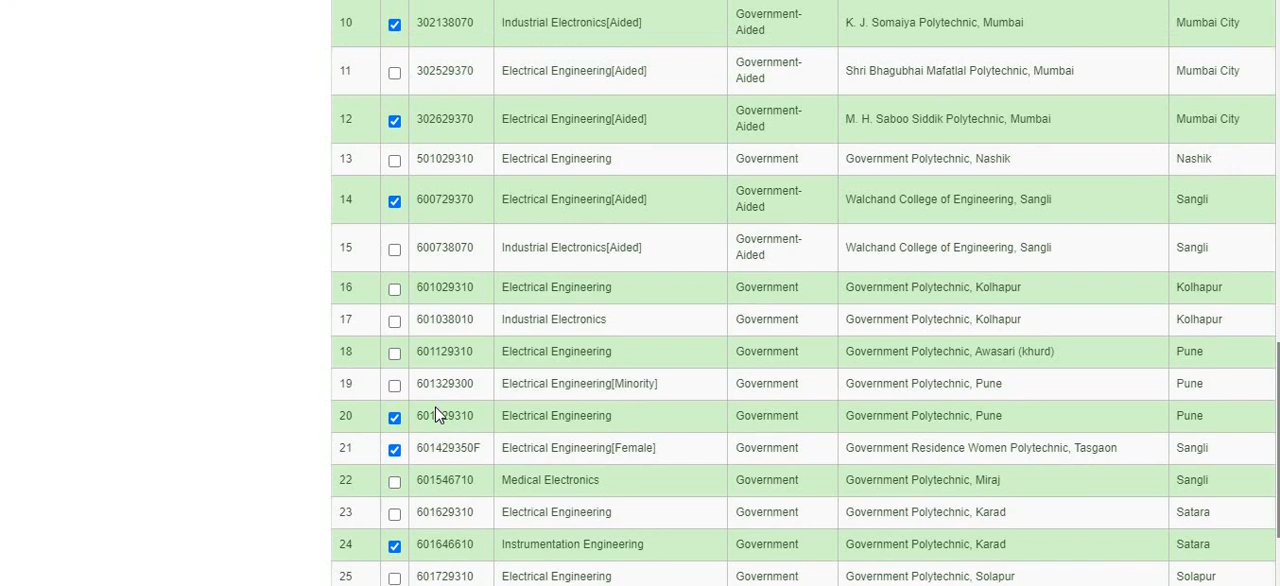 10 302138070 Industrial Electronics[Aided] Government-Aided K. J. Somaiya Polytechnic, Mumbai Mumbai City
11 302529370 Electrical Engineering[Aided] Government-Aided Shri Bhagubhai Mafatlal Polytechnic, Mumbai Mumbai City
12 302629370 Electrical Engineering[Aided] Government-Aided M. H. Saboo Siddik Polytechnic, Mumbai Mumbai City
13 501029310 Electrical Engineering Government Government Polytechnic, Nashik Nashik
14 600729370 Electrical Engineering[Aided] Government-Aided Walchand College of Engineering, Sangli Sangli
15 600738070 Industrial Electronics[Aided] Government-Aided Walchand College of Engineering, Sangli Sangli
16 601029310 Electrical Engineering Government Government Polytechnic, Kolhapur Kolhapur
17 601038010 Industrial Electronics Government Government Polytechnic, Kolhapur Kolhapur
18 601129310 Electrical Engineering Government Government Polytechnic, Awasari (khurd) Pune
19 601329300 Electrical Engineering[Minority] Government Government Polytechnic, Pune Pune
20 Electrical Engineering Government Government Polytechnic, Pune Pune
21 601429350F Electrical Engineering[Female] Government Government Residence Women Polytechnic, Tasgaon Sangli
22 601546710 Medical Electronics Government Government Polytechnic, Miraj Sangli
23 601629310 Electrical Engineering Government Government Polytechnic, Karad Satara
24 601646610 Instrumentation Engineering Government Government Polytechnic, Karad Satara
25 601729310 Electrical Engineering Government Government Polytechnic, Solapur Solapur